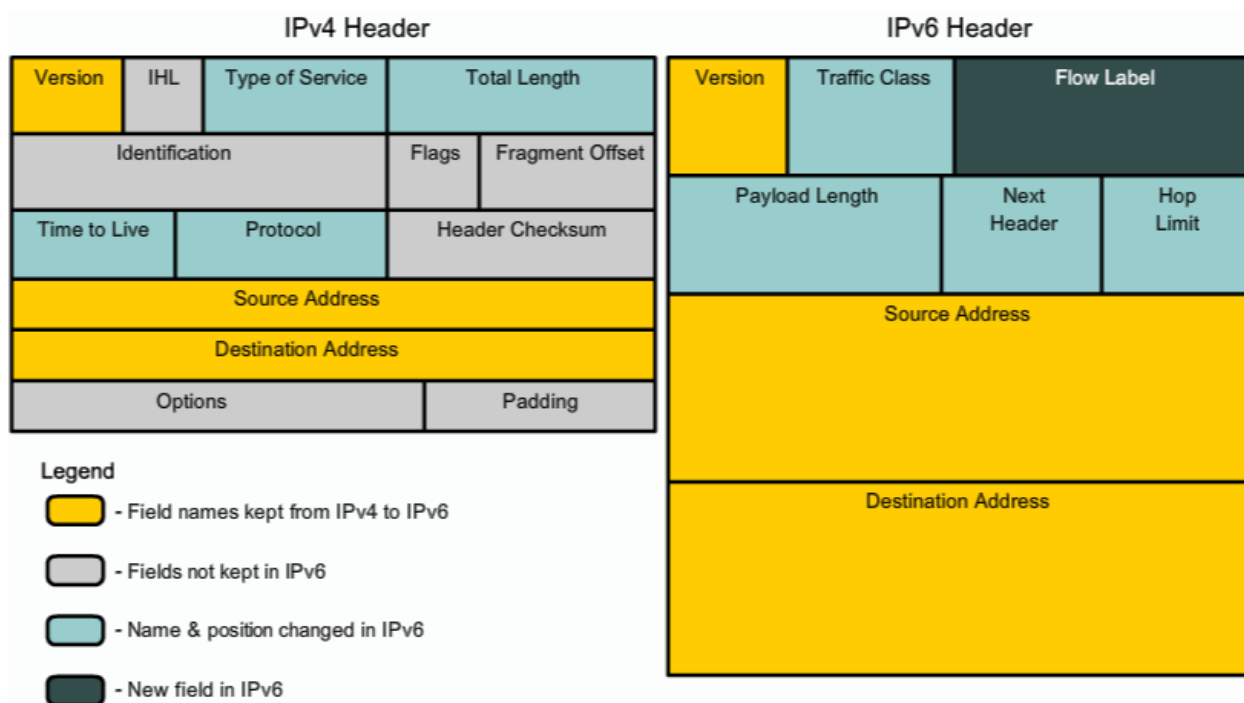 IPv4 Header
Version IHL Type of Service Total Length
Identification Flags Fragment Offset
Time to Live Protocol Header Checksum
Source Address
Destination Address
Options Padding
Legend
- Field names kept from IPv4 to IPv6
- Fields not kept in IPv6
- Name & position changed in IPv6
- New field in IPv6
IPv6 Header
Version Traffic Class Flow Label
Payload Length Next Hop
Header Limit
Source Address
Destination Address